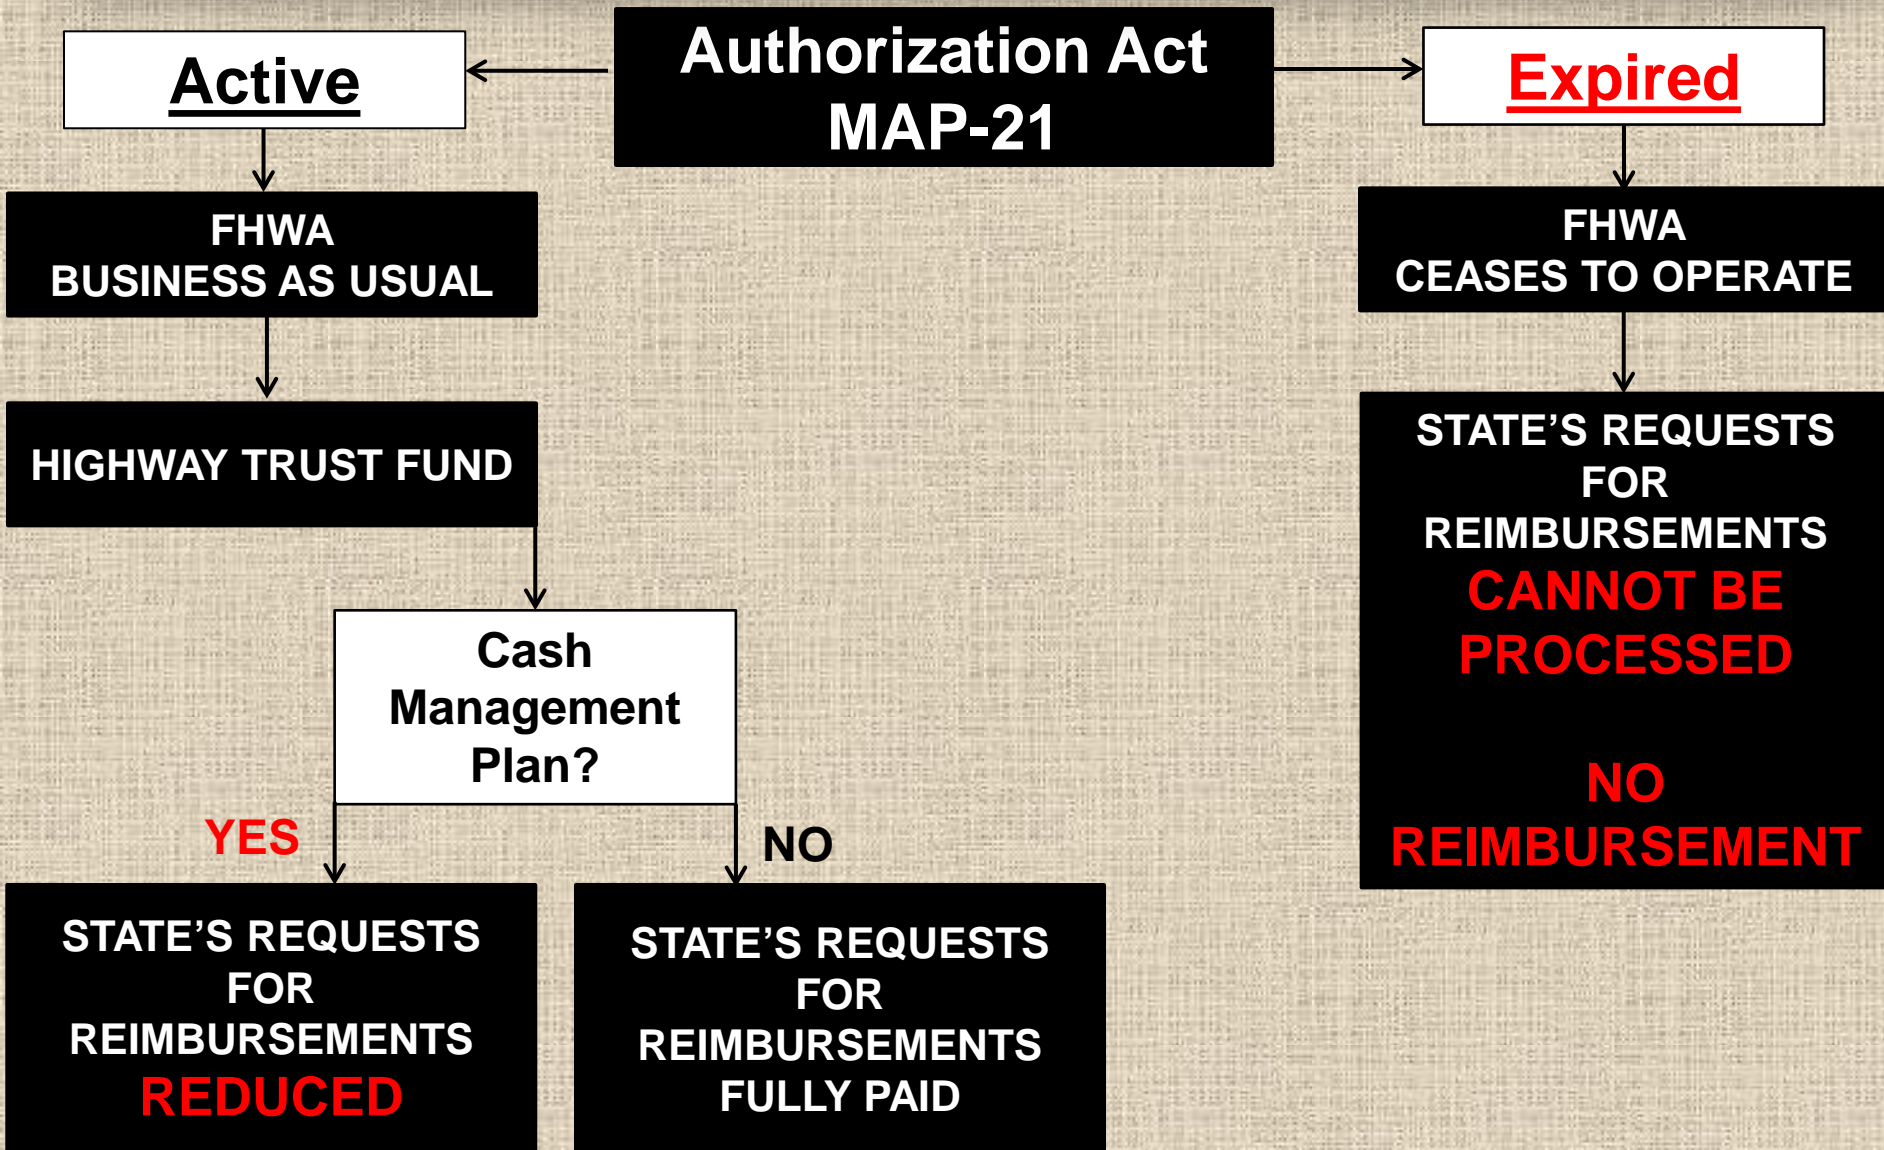 Authorization Act
MAP-21
Active
Expired
FHWA
BUSINESS AS USUAL
FHWA
CEASES TO OPERATE
HIGHWAY TRUST FUND
STATE’S REQUESTS
FOR
REIMBURSEMENTS
CANNOT BE
PROCESSED
NO
REIMBURSEMENT
Cash
Management
Plan?
YES
NO
STATE’S REQUESTS
FOR
REIMBURSEMENTS
REDUCED
STATE’S REQUESTS
FOR
REIMBURSEMENTS
FULLY PAID